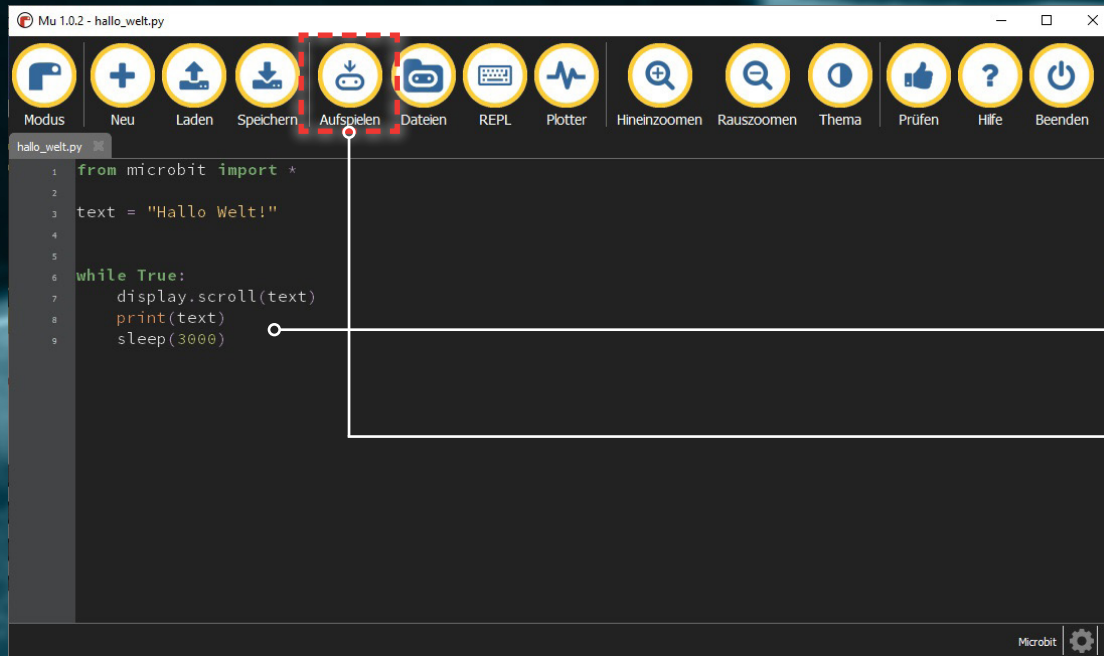 Mu 1.0.2 - hallo_welt.py
Modus Neu Laden Speichern Aufspielen Dateien REPL Plotter Hineinzoomen Rauszoomen Thema Prüfen Hilfe Beenden
hallo_welt.py
1 from microbit import *
2
3 text = "Hallo Welt!"
4
5
6 while True:
7     display.scroll(text)
8     print(text)
9     sleep(3000)
Microbit